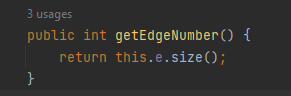 3 usages
public int getEdgeNumber() {
    return this.e.size();
}